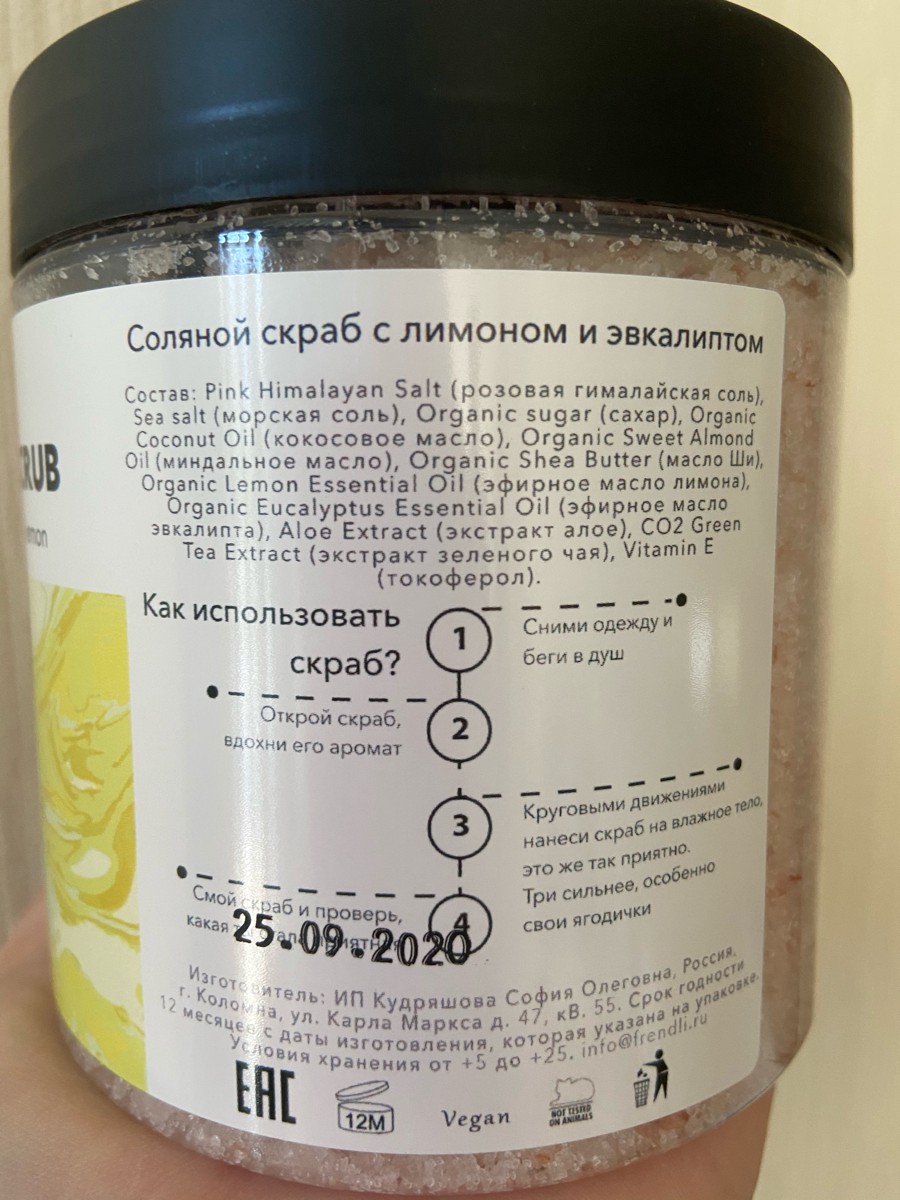 Соляной скраб с лимоном и эвкалиптом
Состав: Pink Himalayan Salt (розовая гималайская соль),
Sea salt (морская соль), Organic sugar (сахар), Organic
Coconut Oil (кокосовое масло), Organic Sweet Almond
Oil (миндальное масло), Organic Shea Butter (масло Ши),
Organic Lemon Essential Oil (эфирное масло лимона),
Organic Eucalyptus Essential Oil (эфирное масло
эвкалипта), Aloe Extract (экстракт алое), CO2 Green
Tea Extract (экстракт зеленого чая), Vitamin E
(токоферол).
RUB
Как использовать
скраб?
1
Сними одежду и
беги в душ
2
Открой скраб,
вдохни его аромат
3
Круговыми движениями
нанеси скраб на влажное тело,
это же так приятно.
Три сильнее, особенно
свои ягодички
4
Смой скраб и проверь,
какая
25.09.2020
Изготовитель: ИП Кудряшова София Олеговна, Россия.
г. Коломна, ул. Карла Маркса д. 47, кВ. 55. Срок годности
12 месяцев с даты изготовления, которая указана на упаковке.
Условия хранения от +5 до +25. info@frendli.ru
EAC
12M
Vegan
NOT TESTED
ON ANIMALS